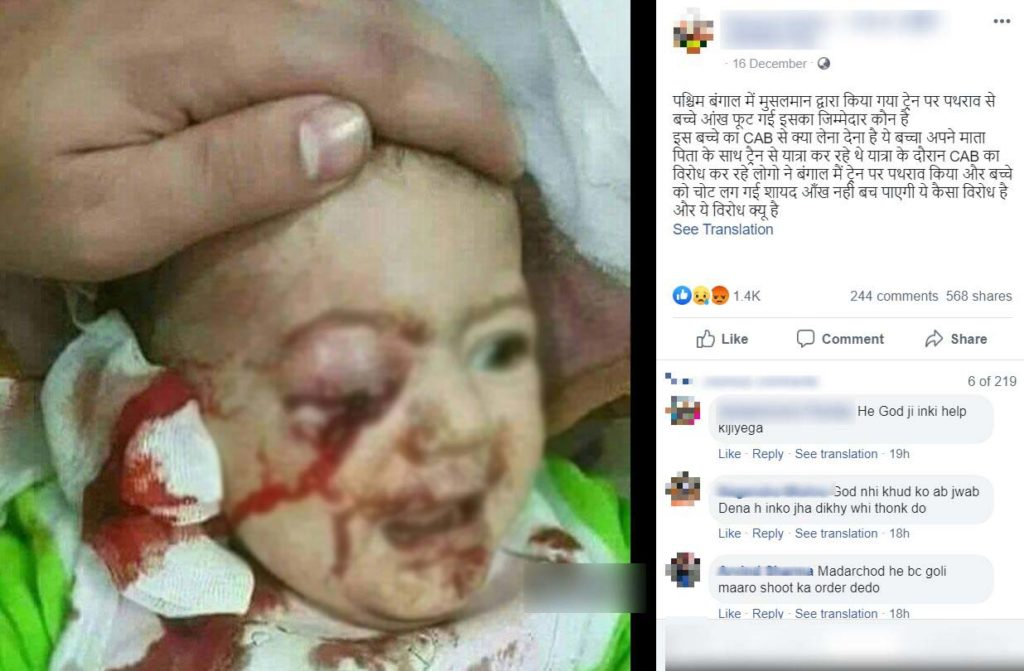 16 December
पश्चिम बंगाल में मुसलमान द्वारा किया गया ट्रेन पर पथराव से
बच्चे आंख फूट गई इसका जिम्मेदार कौन है
इस बच्चे का CAB से क्या लेना देना है ये बच्चा अपने माता
पिता के साथ ट्रैन से यात्रा कर रहे थे यात्रा के दौरान CAB का
विरोध कर रहे लोगो ने बंगाल मैं ट्रेन पर पथराव किया और बच्चे
को चोट लग गई शायद आँख नही बच पाएगी ये कैसा विरोध है
और ये विरोध क्यू है
See Translation
1.4K 244 comments 568 shares
Like Comment Share
6 of 219
He God ji inki help
kijiyega
Like · Reply · See translation · 19h
God nhi khud ko ab jwab
Dena h inko jha dikhy whi thonk do
Like · Reply · See translation · 18h
Madarchod he bc goli
maaro shoot ka order dedo
Like · Reply · See translation · 18h